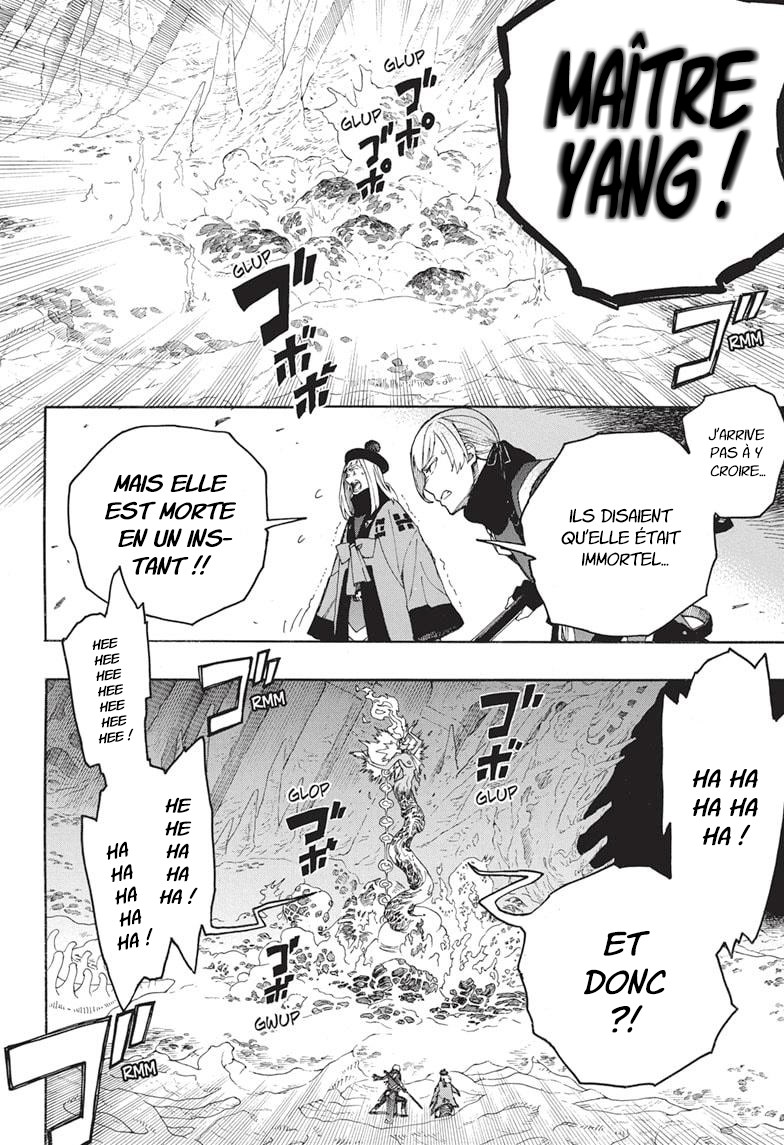 MAÎTRE
YANG !
GLUP
GLUP
ゴポポ
ゴポポ
GLUP
ゴボボ
GLUP
ゴ
RMM
J'ARRIVE
PAS À Y
CROIRE...
ILS DISAIENT
QU'ELLE ÉTAIT
IMMORTEL...
MAIS ELLE
EST MORTE
EN UN INS-
TANT !!
HA HA
HA HA
HA !
ET
DONC
?!
ゴボ
GLUP
GLOP
ゴボ
ゴボ
GWUP
ゴ
RMM
HEE
HEE
HEE
HEE
HEE
HEE
HEE !
HE
HE
HA
HA
HA !
HA
HA
HA
HA
HA !
ゴ
RMM